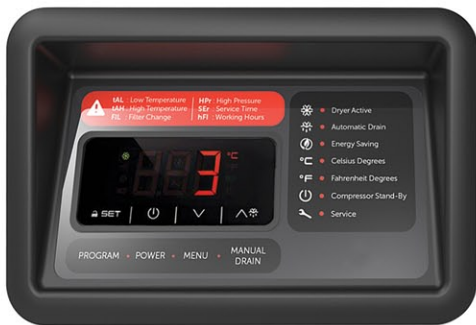 tAL : Low Temperature
tAH : High Temperature
FIL : Filter Change
HPr : High Pressure
SEr : Service Time
hFI : Working Hours
3 °C
SET
PROGRAM • POWER • MENU • MANUAL DRAIN
Dryer Active
Automatic Drain
Energy Saving
°C Celsius Degrees
°F Fahrenheit Degrees
Compressor Stand-By
Service